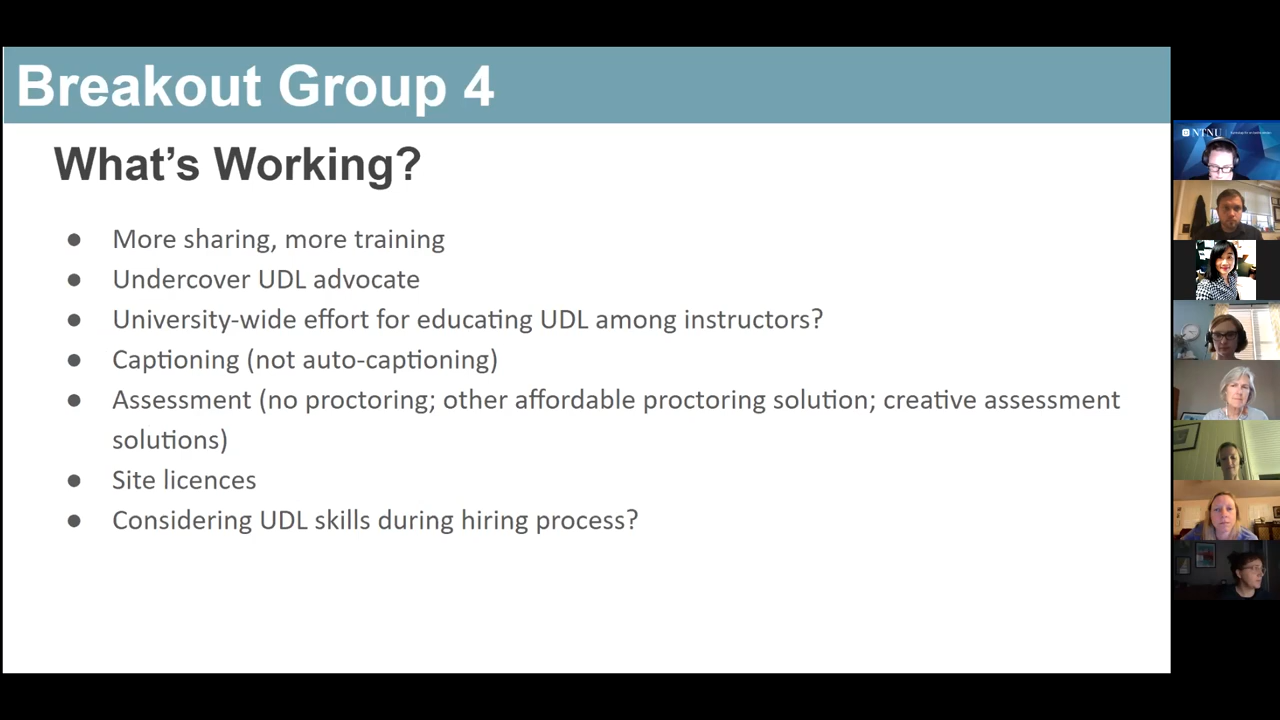 Breakout Group 4
What's Working?
● More sharing, more training
● Undercover UDL advocate
● University-wide effort for educating UDL among instructors?
● Captioning (not auto-captioning)
● Assessment (no proctoring; other affordable proctoring solution; creative assessment
solutions)
● Site licences
● Considering UDL skills during hiring process?
NTNU